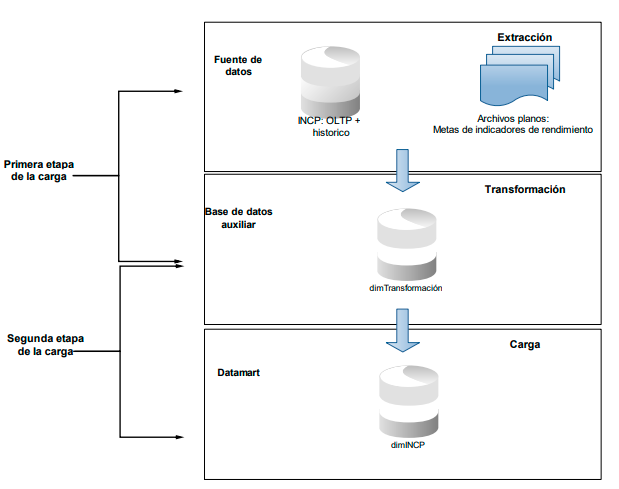 Extracción
Fuente de
datos
INCP: OLTP +
historico
Archivos planos:
Metas de indicadores de rendimiento
Primera etapa
de la carga
Transformación
Base de datos
auxiliar
dimTransformación
Segunda etapa
de la carga
Carga
Datamart
dimINCP